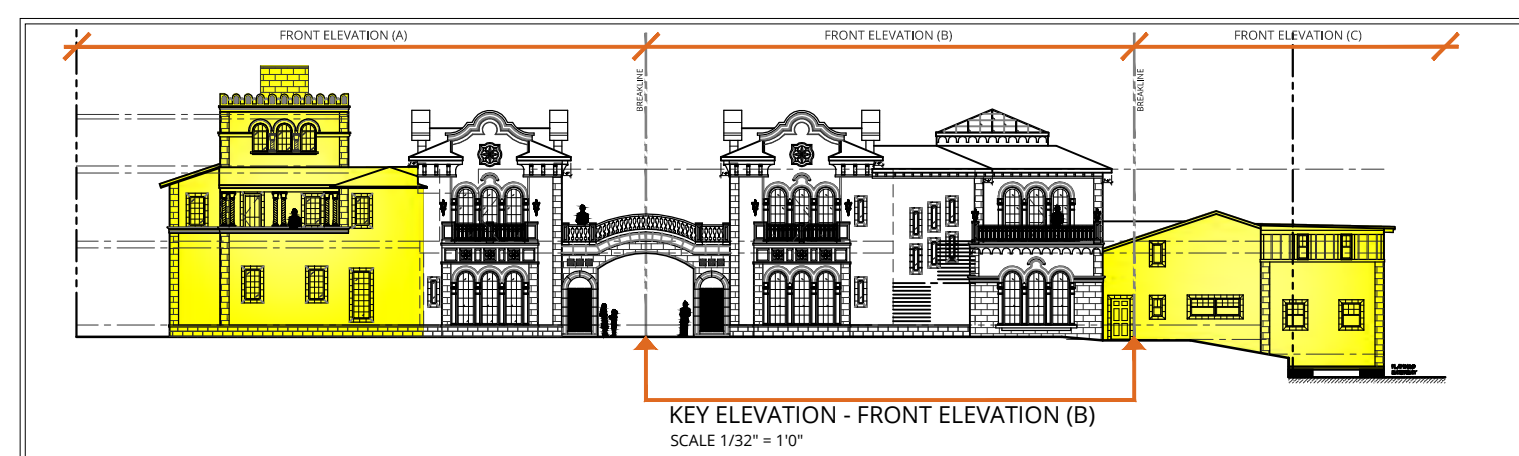 FRONT ELEVATION (A)
FRONT ELEVATION (B)
FRONT ELEVATION (C)
BREAKLINE
BREAKLINE
KEY ELEVATION - FRONT ELEVATION (B)
SCALE 1/32" = 1'0"